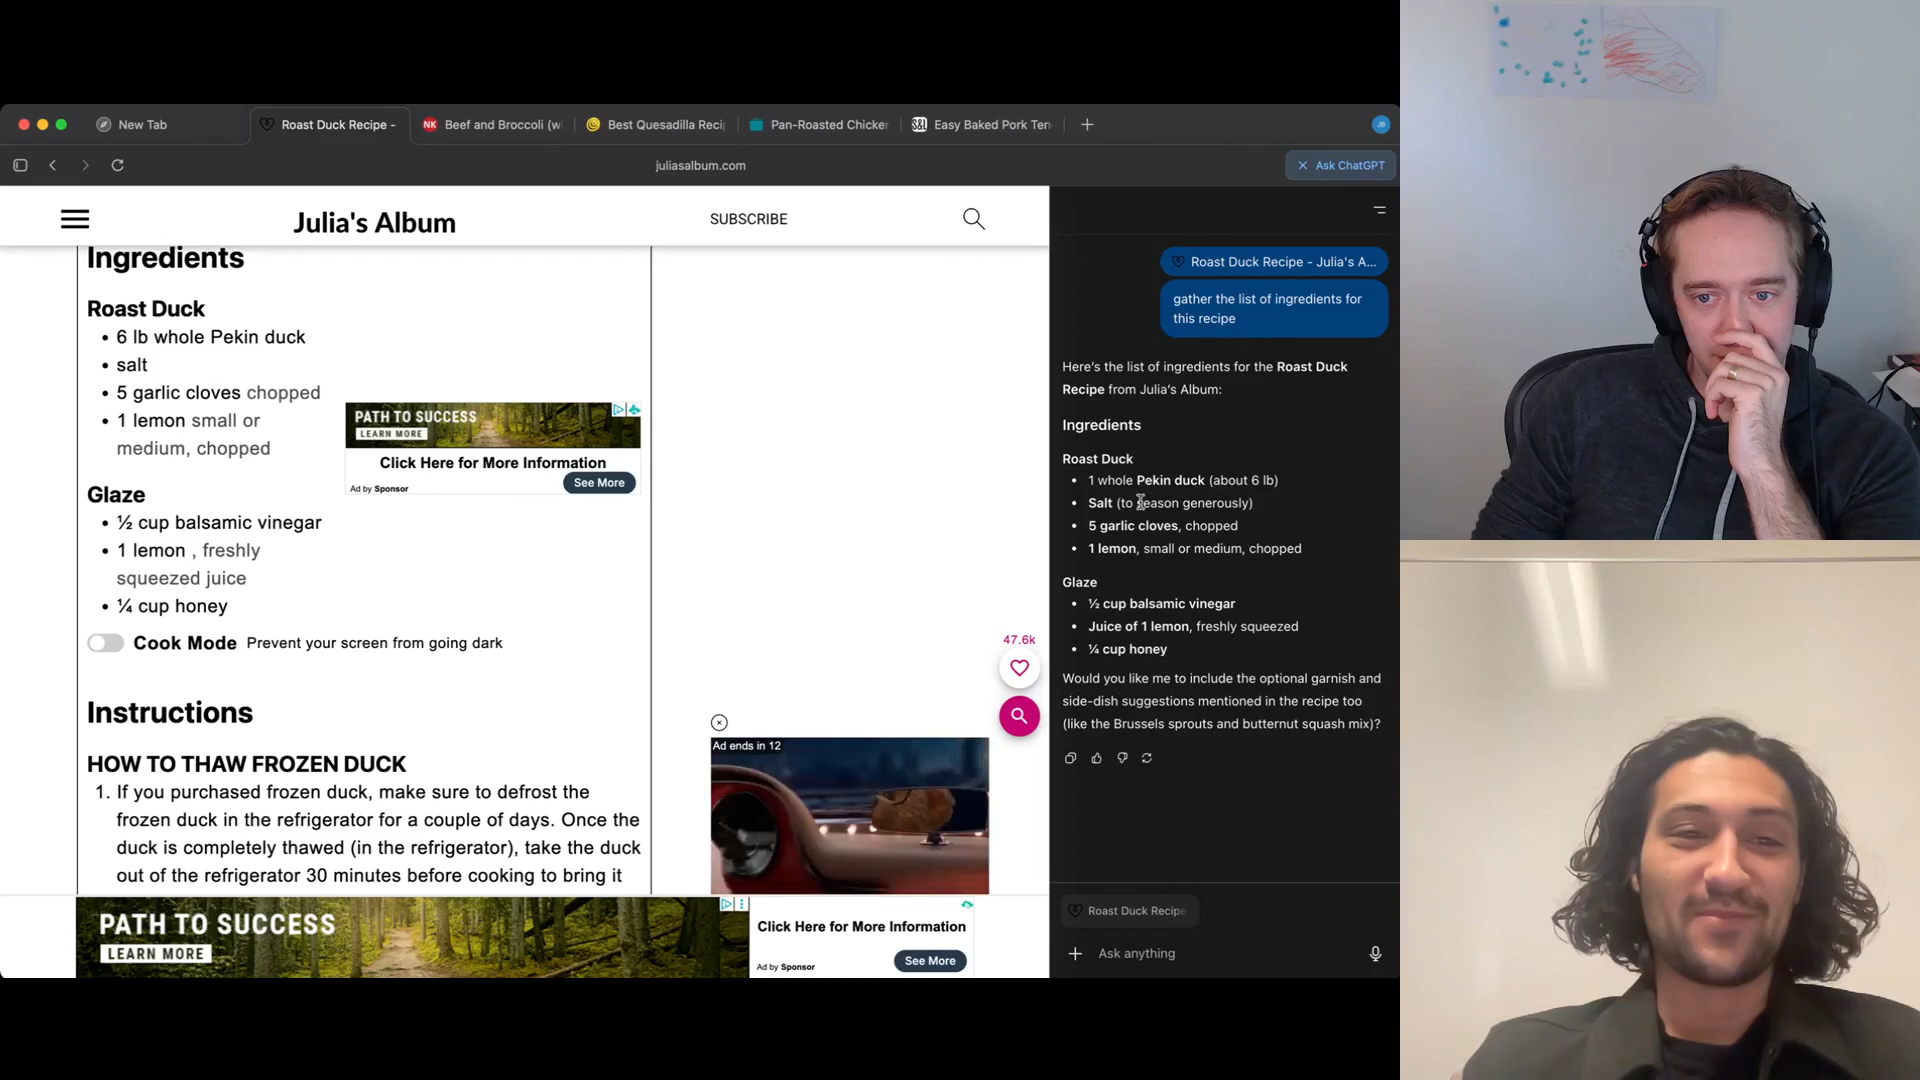 New Tab
Roast Duck Recipe -
NK Beef and Broccoli (w
Best Quesadilla Reci
Pan-Roasted Chicke
S&L Easy Baked Pork Ten
JB
juliasalbum.com
Ask ChatGPT
Julia's Album
SUBSCRIBE
Ingredients
Roast Duck
• 6 lb whole Pekin duck
• salt
• 5 garlic cloves chopped
• 1 lemon small or
medium, chopped
PATH TO SUCCESS
LEARN MORE
Click Here for More Information
Ad by Sponsor
See More
Glaze
• ½ cup balsamic vinegar
• 1 lemon , freshly
squeezed juice
• ¼ cup honey
Cook Mode Prevent your screen from going dark
47.6k
Instructions
HOW TO THAW FROZEN DUCK
1. If you purchased frozen duck, make sure to defrost the
frozen duck in the refrigerator for a couple of days. Once the
duck is completely thawed (in the refrigerator), take the duck
out of the refrigerator 30 minutes before cooking to bring it
Ad ends in 12
PATH TO SUCCESS
LEARN MORE
Click Here for More Information
Ad by Sponsor
See More
Roast Duck Recipe - Julia's A...
gather the list of ingredients for
this recipe
Here's the list of ingredients for the Roast Duck
Recipe from Julia's Album:
Ingredients
Roast Duck
• 1 whole Pekin duck (about 6 lb)
• Salt (to season generously)
• 5 garlic cloves, chopped
• 1 lemon, small or medium, chopped
Glaze
• ½ cup balsamic vinegar
• Juice of 1 lemon, freshly squeezed
• ¼ cup honey
Would you like me to include the optional garnish and
side-dish suggestions mentioned in the recipe too
(like the Brussels sprouts and butternut squash mix)?
Roast Duck Recipe
Ask anything